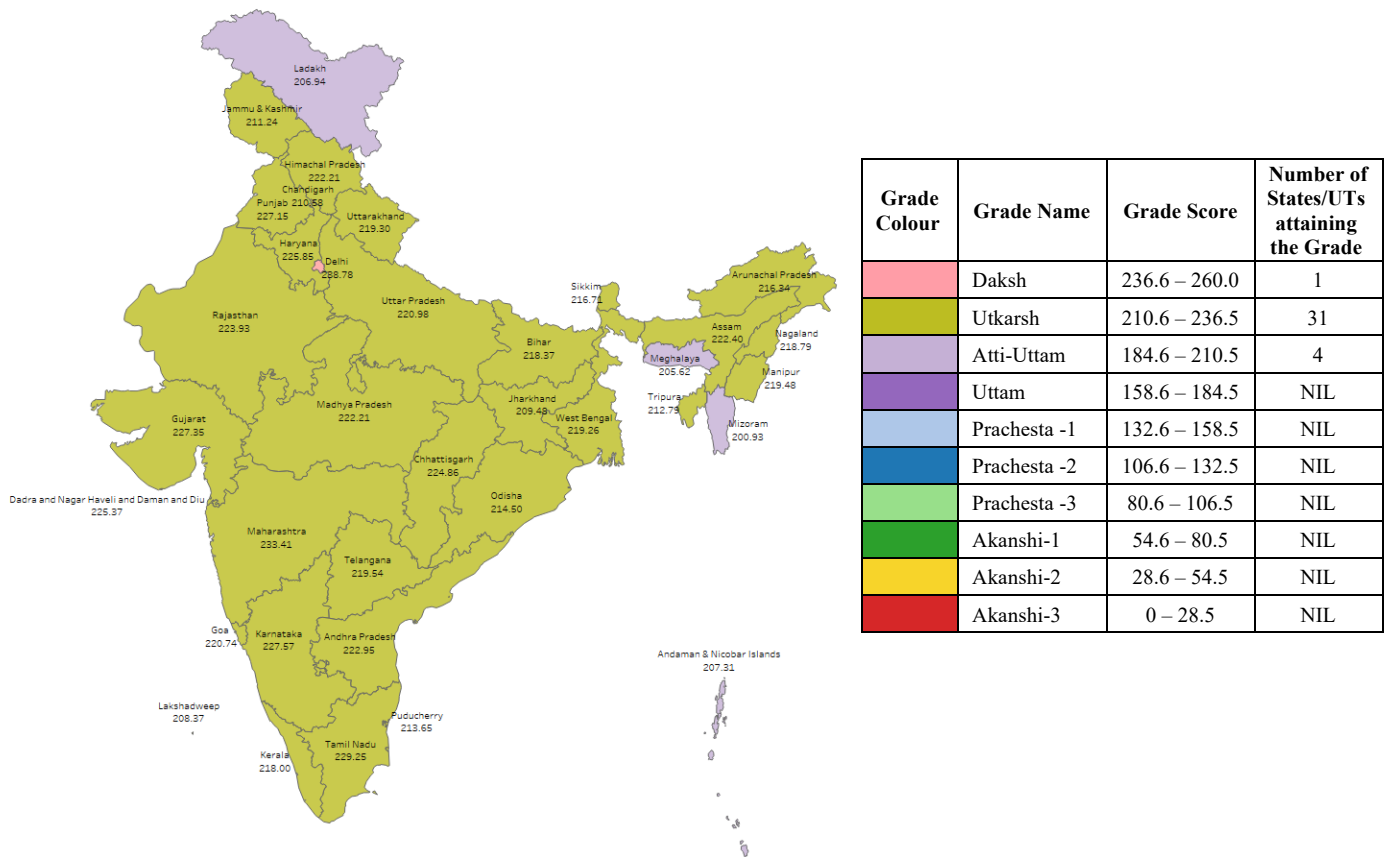 Ladakh
206.94
Jammu & Kashmir
211.24
Himachal Pradesh
222.21
Chandigarh
210.58
Punjab
227.15
Uttarakhand
219.30
Haryana
225.85
Delhi
238.78
Rajasthan
223.93
Uttar Pradesh
220.98
Sikkim
216.71
Arunachal Pradesh
216.34
Assam
222.40
Nagaland
218.79
Bihar
218.37
Meghalaya
205.62
Manipur
219.48
Tripura
212.79
Mizoram
200.93
Gujarat
227.35
Madhya Pradesh
222.21
Jharkhand
209.48
West Bengal
219.26
Chhattisgarh
224.86
Dadra and Nagar Haveli and Daman and Diu
225.37
Odisha
214.50
Maharashtra
233.41
Telangana
219.54
Goa
220.74
Karnataka
227.57
Andhra Pradesh
222.95
Andaman & Nicobar Islands
207.31
Lakshadweep
208.37
Puducherry
213.65
Tamil Nadu
229.25
Kerala
218.00
Grade Colour
Grade Name
Grade Score
Number of States/UTs attaining the Grade
Daksh 236.6 – 260.0 1
Utkarsh 210.6 – 236.5 31
Atti-Uttam 184.6 – 210.5 4
Uttam 158.6 – 184.5 NIL
Prachesta -1 132.6 – 158.5 NIL
Prachesta -2 106.6 – 132.5 NIL
Prachesta -3 80.6 – 106.5 NIL
Akanshi-1 54.6 – 80.5 NIL
Akanshi-2 28.6 – 54.5 NIL
Akanshi-3 0 – 28.5 NIL